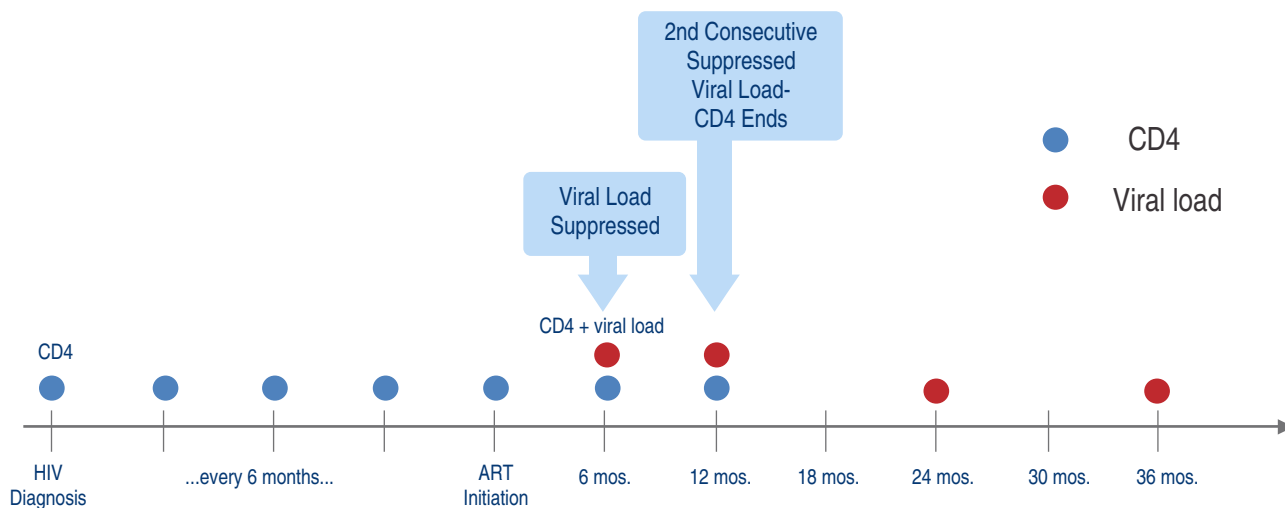 2nd Consecutive
Suppressed
Viral Load-
CD4 Ends
CD4
Viral load
Viral Load
Suppressed
CD4 + viral load
CD4
HIV
Diagnosis
...every 6 months...
ART
Initiation
6 mos.
12 mos.
18 mos.
24 mos.
30 mos.
36 mos.